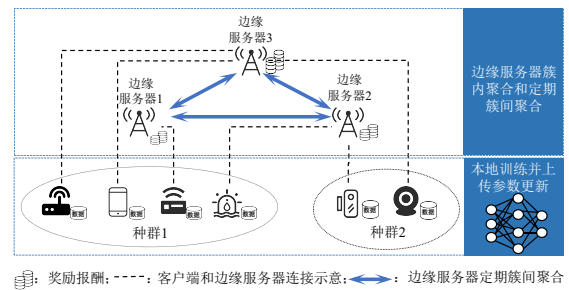 边缘
服务器3
边缘
服务器1
边缘
服务器2
边缘服务器簇
内聚合和定期
簇间聚合
本地训练并上
传参数更新
数据
数据
数据
数据
数据
数据
种群1
种群2
：奖励报酬；：客户端和边缘服务器连接示意；：边缘服务器定期簇间聚合